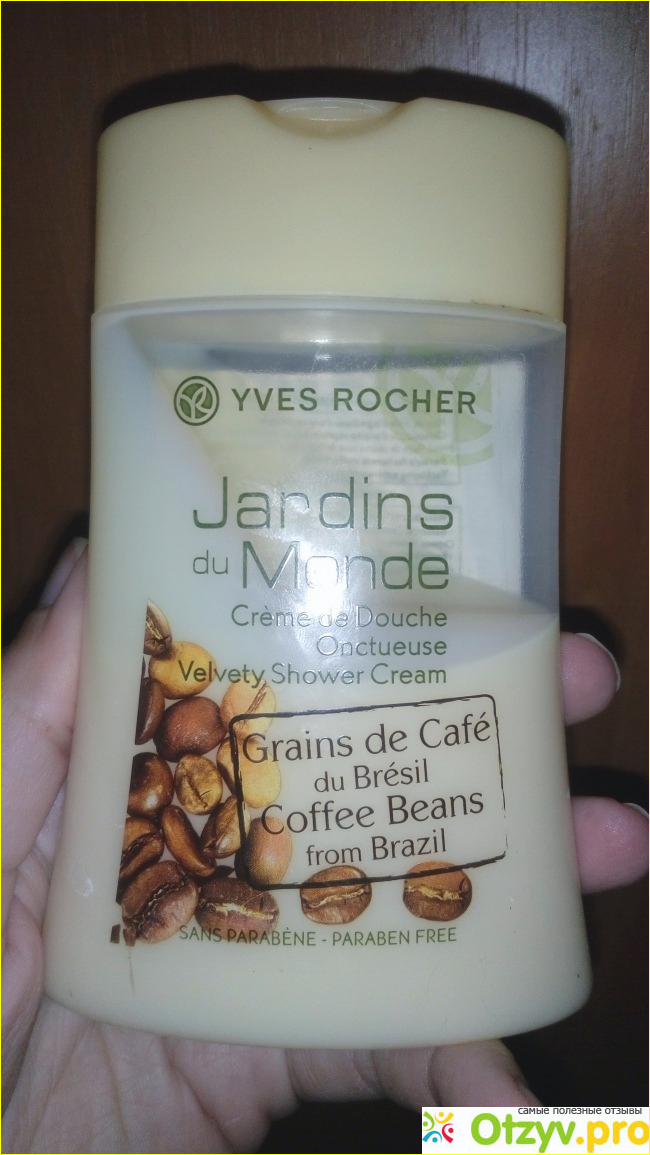 YVES ROCHER
Jardins
du Monde
Crème de Douche
Onctueuse
Velvety Shower Cream
Grains de Café
du Brésil
Coffee Beans
from Brazil
SANS PARABÈNE - PARABEN FREE
самые полезные отзывы
Otzyv.pro